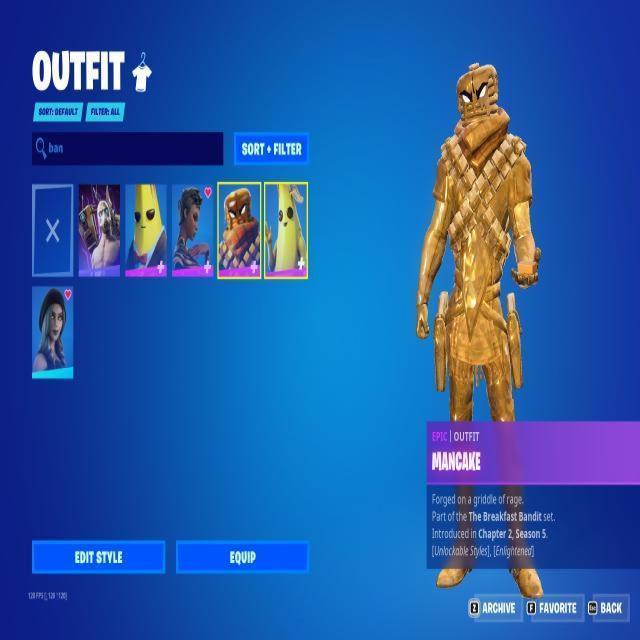 OUTFIT
SORT: DEFAULT FILTER: ALL
ban
SORT + FILTER
EPIC | OUTFIT
MANCAKE
Forged on a griddle of rage.
Part of the The Breakfast Bandit set.
Introduced in Chapter 2, Season 5.
[Unlockable Styles], [Enlightened]
EDIT STYLE EQUIP
Z ARCHIVE F FAVORITE Esc BACK